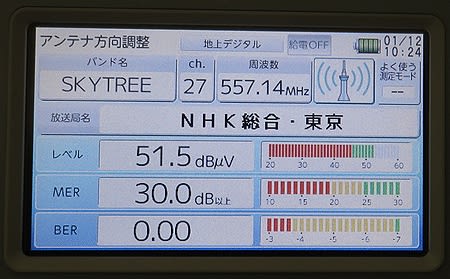 アンテナ方向調整 地上デジタル 給電OFF 01/12
10:24
バンド名 ch. 周波数 よく使う
測定モード
SKYTREE 27 557.14MHz --
放送局名 NHK総合・東京
レベル 51.5dBμV 20 30 40 50 60
MER 30.0dB以上 10 15 20 25 30
BER 0.00 -3 -4 -5 -6 -7